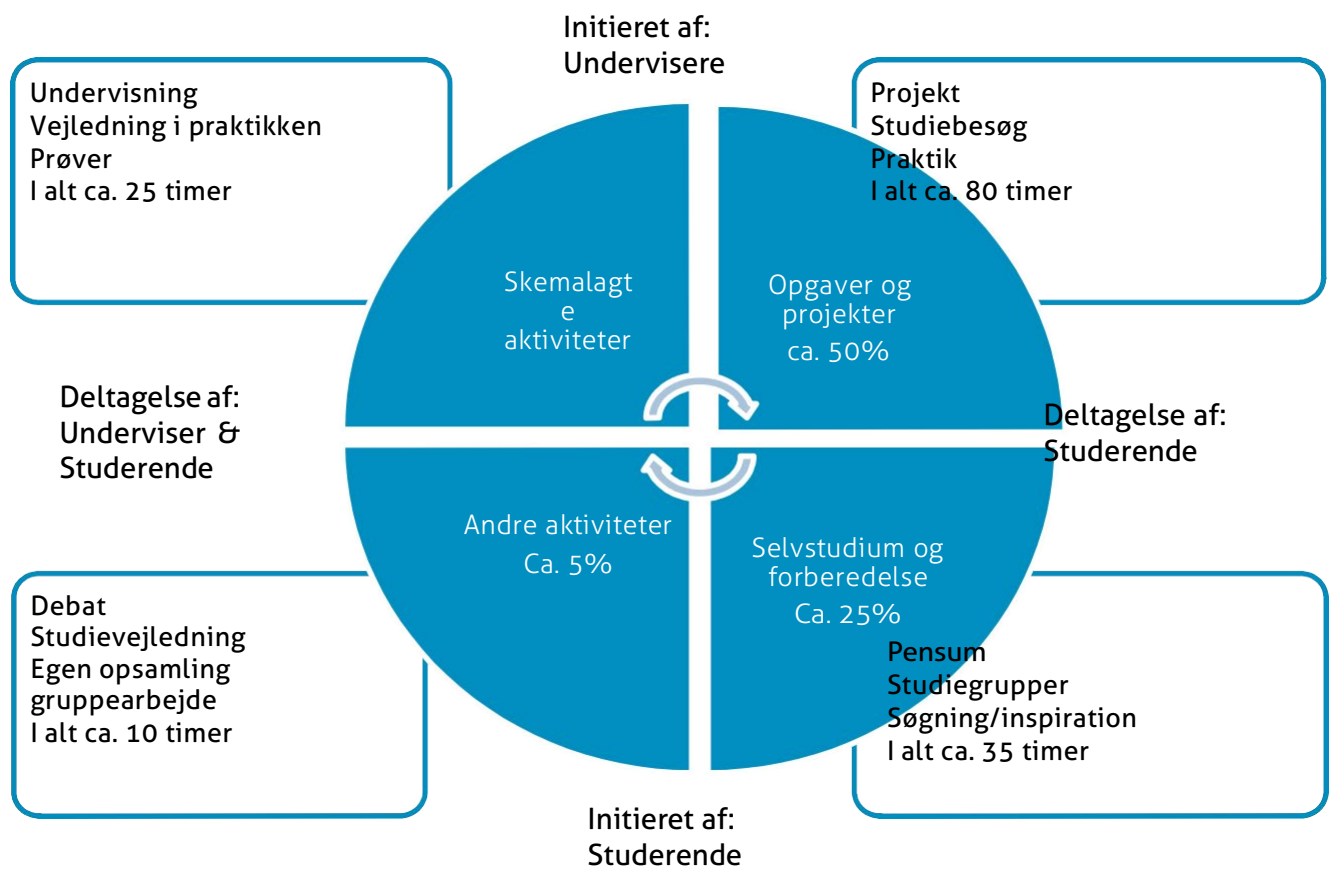 Initieret af:
Undervisere
Undervisning
Vejledning i praktikken
Prøver
I alt ca. 25 timer
Projekt
Studiebesøg
Praktik
I alt ca. 80 timer
Skemalagt
e
aktiviteter
Opgaver og
projekter
ca. 50%
Deltagelse af:
Underviser &
Studerende
Deltagelse af:
Studerende
Andre aktiviteter
Ca. 5%
Selvstudium og
forberedelse
Ca. 25%
Debat
Studievejledning
Egen opsamling
gruppearbejde
I alt ca. 10 timer
Pensum
Studiegrupper
Søgning/inspiration
I alt ca. 35 timer
Initieret af:
Studerende